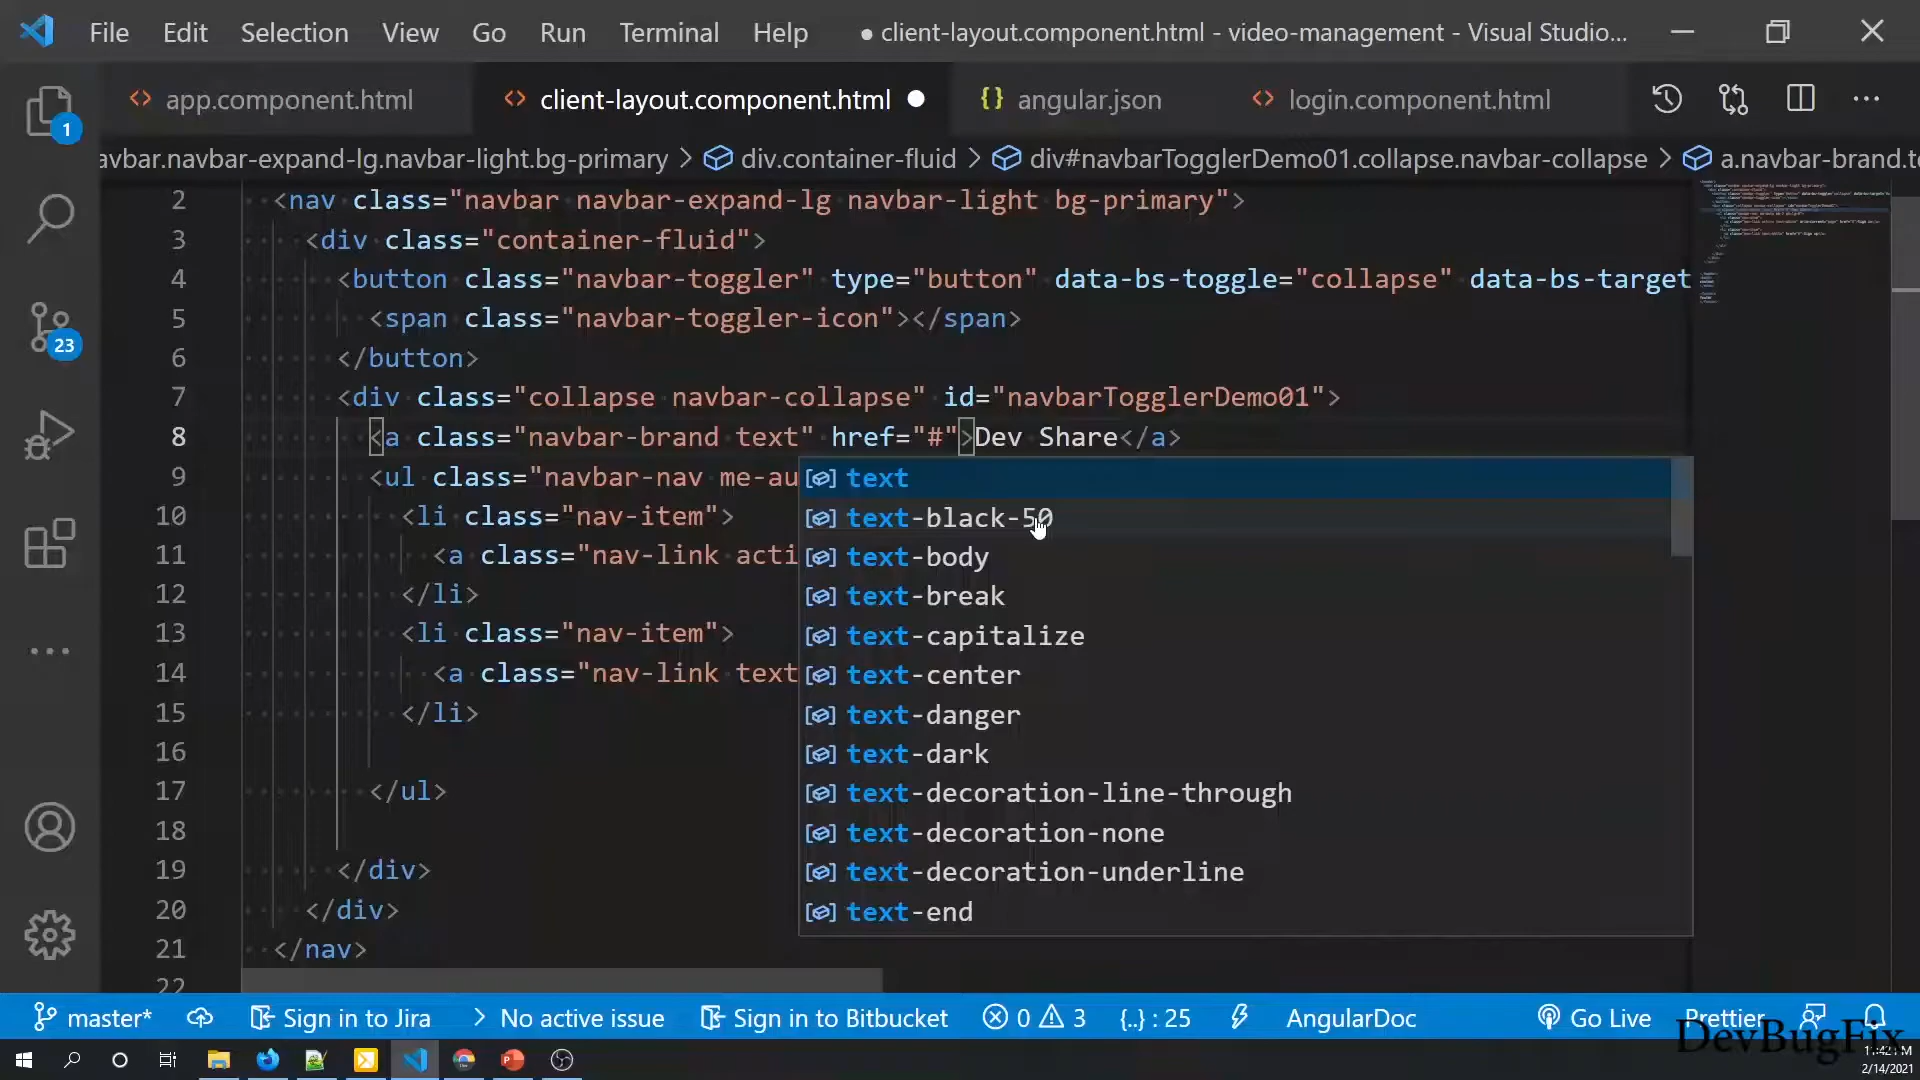 File Edit Selection View Go Run Terminal Help ● client-layout.component.html - video-management - Visual Studio...
app.component.html client-layout.component.html ● {} angular.json login.component.html
1
avbar.navbar-expand-lg.navbar-light.bg-primary > div.container-fluid > div#navbarTogglerDemo01.collapse.navbar-collapse > a.navbar-brand.te
2 <nav class="navbar navbar-expand-lg navbar-light bg-primary">
3 <div class="container-fluid">
4 <button class="navbar-toggler" type="button" data-bs-toggle="collapse" data-bs-target
5 <span class="navbar-toggler-icon"></span>
23
6 </button>
7 <div class="collapse navbar-collapse" id="navbarTogglerDemo01">
8 <a class="navbar-brand text" href="#">Dev Share</a>
9 <ul class="navbar-nav me-au
text
10 <li class="nav-item">
text-black-50
11 <a class="nav-link acti
text-body
12 </li>
text-break
13 <li class="nav-item">
text-capitalize
14 <a class="nav-link text
text-center
15 </li>
text-danger
16
text-dark
17 </ul>
text-decoration-line-through
18
text-decoration-none
19 </div>
text-decoration-underline
20 </div>
text-end
21 </nav>
22
master* Sign in to Jira > No active issue Sign in to Bitbucket 0 3 {..} : 25 AngularDoc Go Live Prettier
DevBugFix
2/14/2021